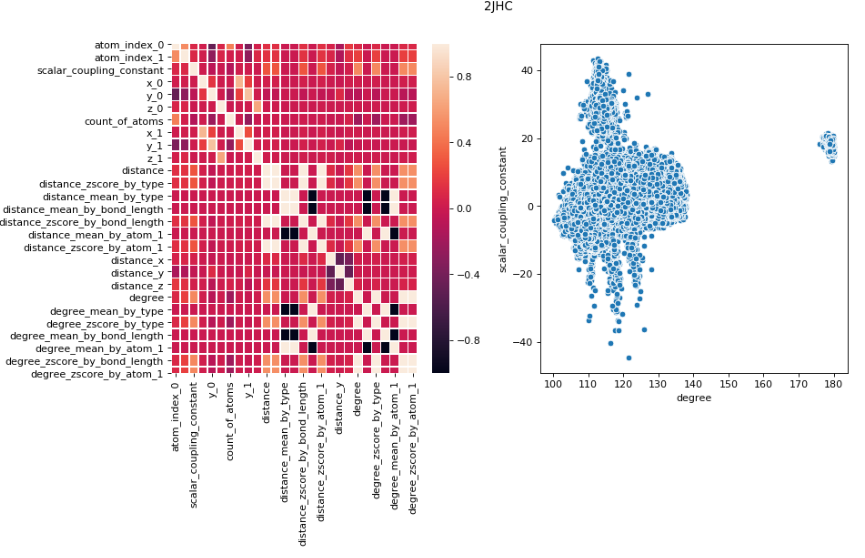 2JHC
atom_index_0
atom_index_1
scalar_coupling_constant
x_0
y_0
z_0
count_of_atoms
x_1
y_1
z_1
distance
distance_zscore_by_type
distance_mean_by_type
distance_mean_by_bond_length
distance_zscore_by_bond_length
distance_mean_by_atom_1
distance_zscore_by_atom_1
distance_x
distance_y
distance_z
degree
degree_mean_by_type
degree_zscore_by_type
degree_mean_by_bond_length
degree_mean_by_atom_1
degree_zscore_by_bond_length
degree_zscore_by_atom_1
atom_index_0
scalar_coupling_constant
y_0
count_of_atoms
y_1
distance
distance_mean_by_type
distance_zscore_by_bond_length
distance_zscore_by_atom_1
distance_y
degree
degree_zscore_by_type
degree_mean_by_atom_1
degree_zscore_by_atom_1
0.8
0.4
0.0
−0.4
−0.8
scalar_coupling_constant
40
20
0
−20
−40
100 110 120 130 140 150 160 170 180
degree